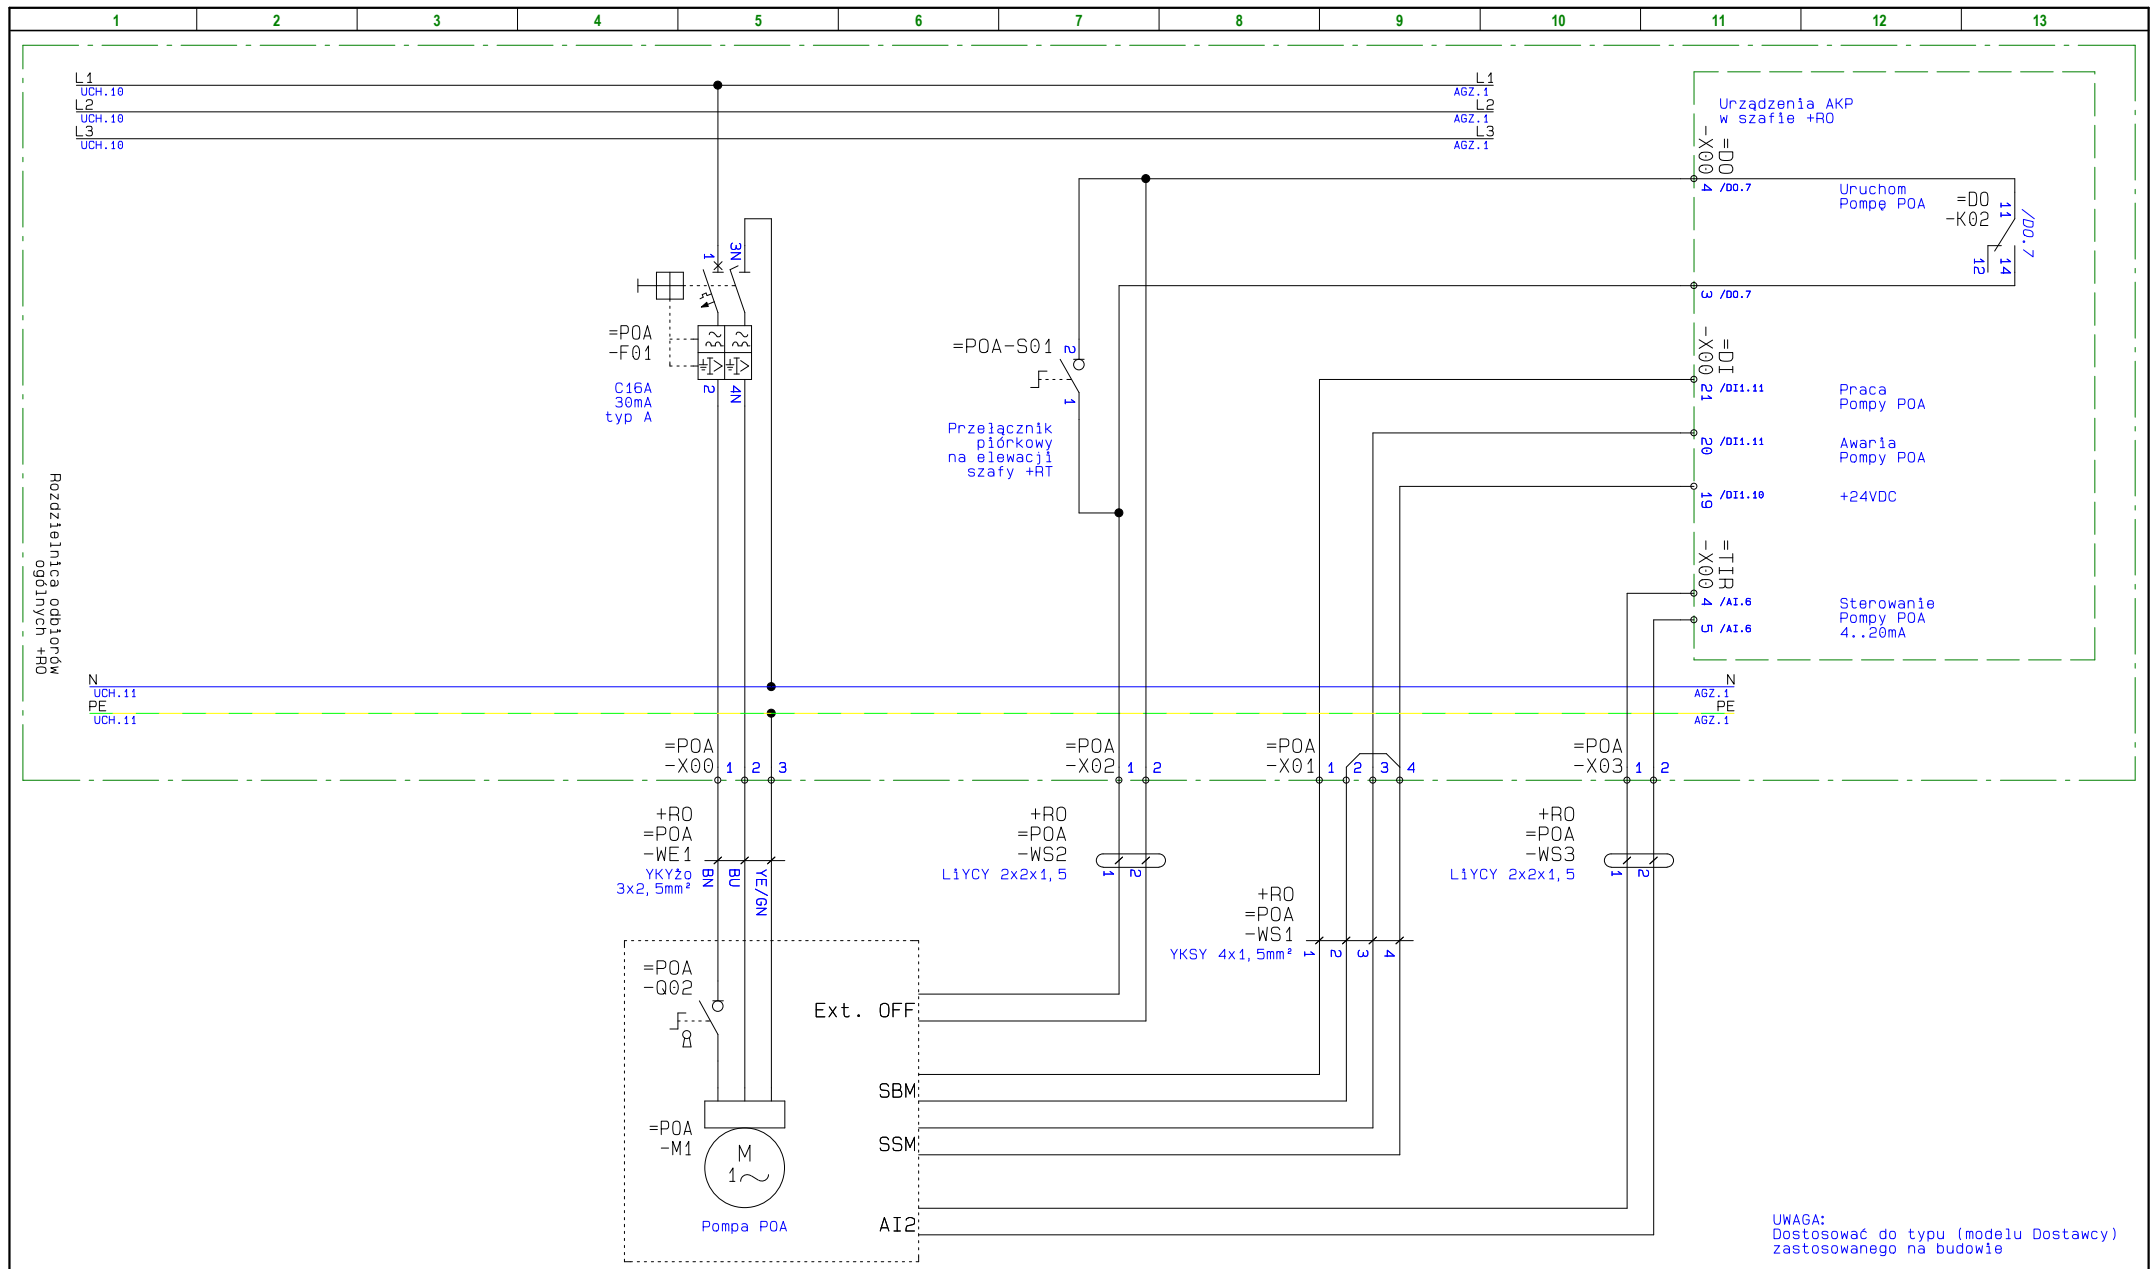 1 2 3 4 5 6 7 8 9 10 11 12 13
L1
UCH.10
L2
UCH.10
L3
UCH.10
L1
AGZ.1
L2
AGZ.1
L3
AGZ.1
Urządzenia AKP
w szafie +RO
=DO
-X00
4 /DO.7
Uruchom
Pompę POA
=DO
-K02
11
/DO.7
12
14
3 /DO.7
=DI
-X00
21 /DI1.11
Praca
Pompy POA
20 /DI1.11
Awaria
Pompy POA
19 /DI1.10
+24VDC
=TIR
-X00
4 /AI.6
Sterowanie
Pompy POA
4..20mA
5 /AI.6
1
3N
=POA
-F01
C16A
30mA
typ A
2
4N
=POA-S01
2
1
Przełącznik
piórkowy
na elewacji
szafy +RT
Rozdzielnica odbiorów
ogólnych +RO
N
UCH.11
PE
UCH.11
N
AGZ.1
PE
AGZ.1
=POA
-X00 1 2 3
=POA
-X02 1 2
=POA
-X01 1 2 3 4
=POA
-X03 1 2
+RO
=POA
-WE1
YKYżo
3x2,5mm²
BN
BU
YE/GN
+RO
=POA
-WS2
LiYCY 2x2x1,5
1
2
+RO
=POA
-WS1
YKSY 4x1,5mm²
1
2
3
4
+RO
=POA
-WS3
LiYCY 2x2x1,5
1
2
=POA
-Q02
Ext. OFF
SBM
SSM
AI2
=POA
-M1
M
1
Pompa POA
UWAGA:
Dostosować do typu (modelu Dostawcy)
zastosowanego na budowie